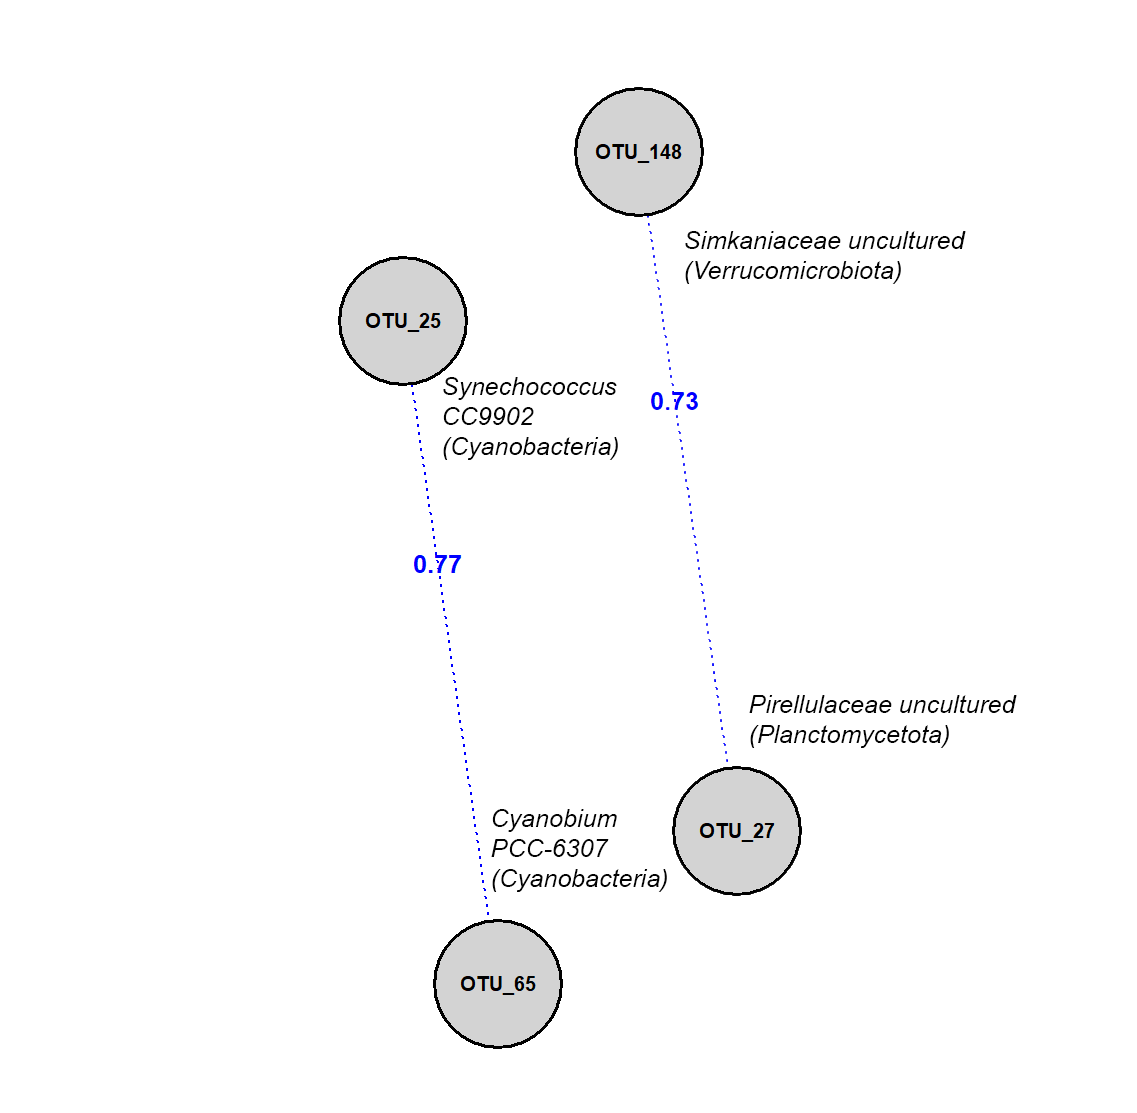 OTU_148
Simkaniaceae uncultured
(Verrucomicrobiota)
OTU_25
Synechococcus
CC9902
(Cyanobacteria)
0.73
0.77
Pirellulaceae uncultured
(Planctomycetota)
Cyanobium
PCC-6307
(Cyanobacteria)
OTU_27
OTU_65